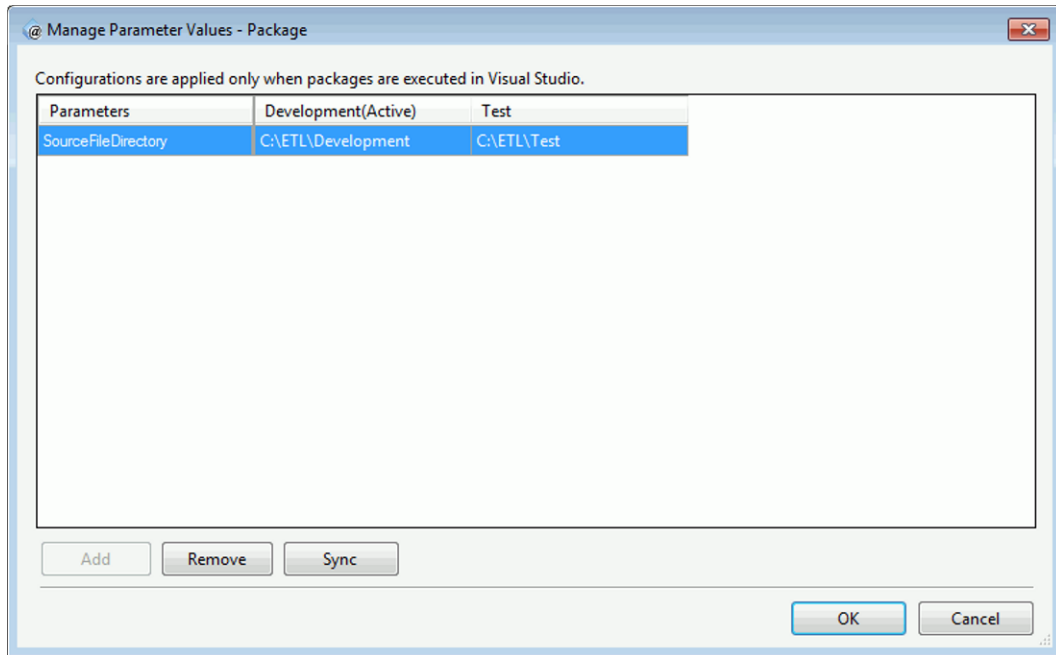 Manage Parameter Values - Package
Configurations are applied only when packages are executed in Visual Studio.
Parameters Development(Active) Test
SourceFileDirectory C:\ETL\Development C:\ETL\Test
Add Remove Sync
OK Cancel